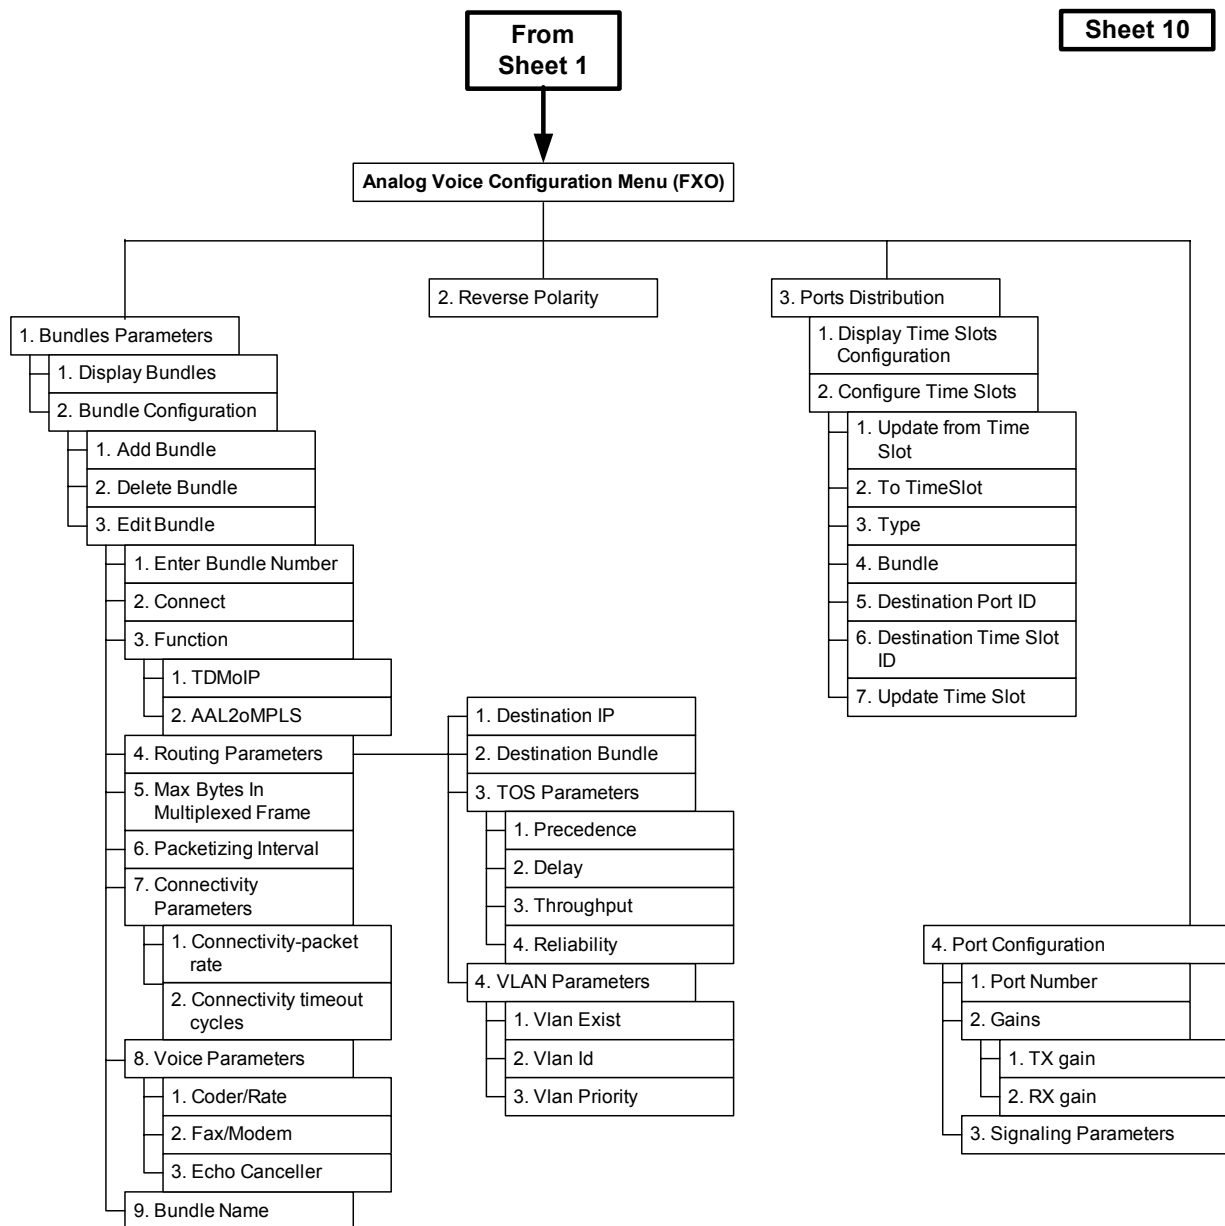 From
Sheet 1
Sheet 10
Analog Voice Configuration Menu (FXO)
1. Bundles Parameters
1. Display Bundles
2. Bundle Configuration
1. Add Bundle
2. Delete Bundle
3. Edit Bundle
1. Enter Bundle Number
2. Connect
3. Function
1. TDMoIP
2. AAL2oMPLS
4. Routing Parameters
5. Max Bytes In
Multiplexed Frame
6. Packetizing Interval
7. Connectivity
Parameters
1. Connectivity-packet
rate
2. Connectivity timeout
cycles
8. Voice Parameters
1. Coder/Rate
2. Fax/Modem
3. Echo Canceller
9. Bundle Name
1. Destination IP
2. Destination Bundle
3. TOS Parameters
1. Precedence
2. Delay
3. Throughput
4. Reliability
4. VLAN Parameters
1. Vlan Exist
2. Vlan Id
3. Vlan Priority
2. Reverse Polarity
3. Ports Distribution
1. Display Time Slots
Configuration
2. Configure Time Slots
1. Update from Time
Slot
2. To TimeSlot
3. Type
4. Bundle
5. Destination Port ID
6. Destination Time Slot
ID
7. Update Time Slot
4. Port Configuration
1. Port Number
2. Gains
1. TX gain
2. RX gain
3. Signaling Parameters